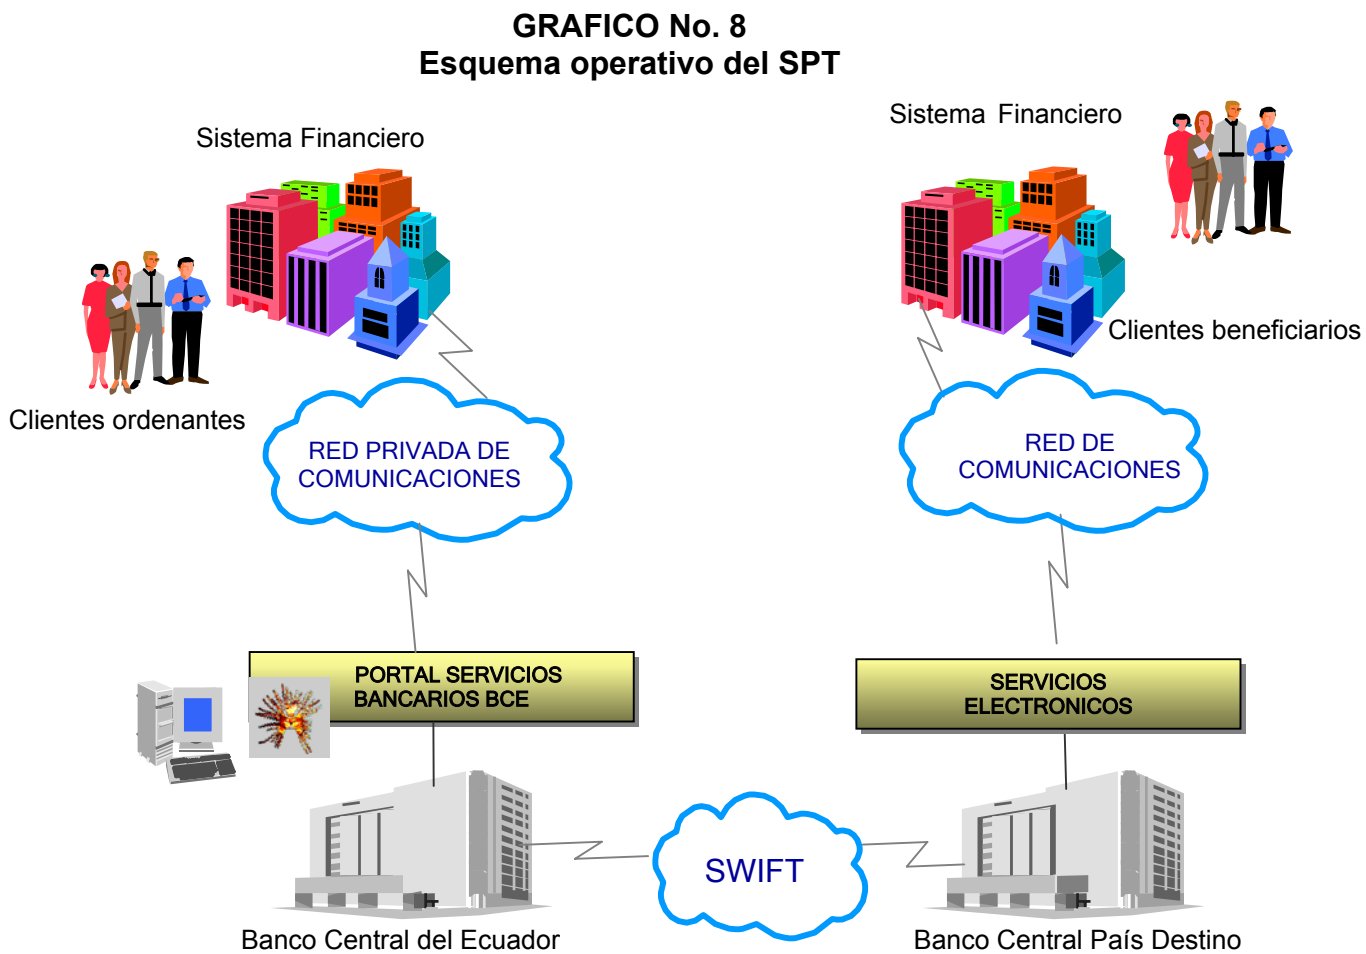 GRAFICO No. 8
Esquema operativo del SPT
Sistema Financiero
Sistema Financiero
Clientes beneficiarios
Clientes ordenantes
RED PRIVADA DE
COMUNICACIONES
RED DE
COMUNICACIONES
PORTAL SERVICIOS
BANCARIOS BCE
SERVICIOS
ELECTRONICOS
SWIFT
Banco Central del Ecuador
Banco Central País Destino